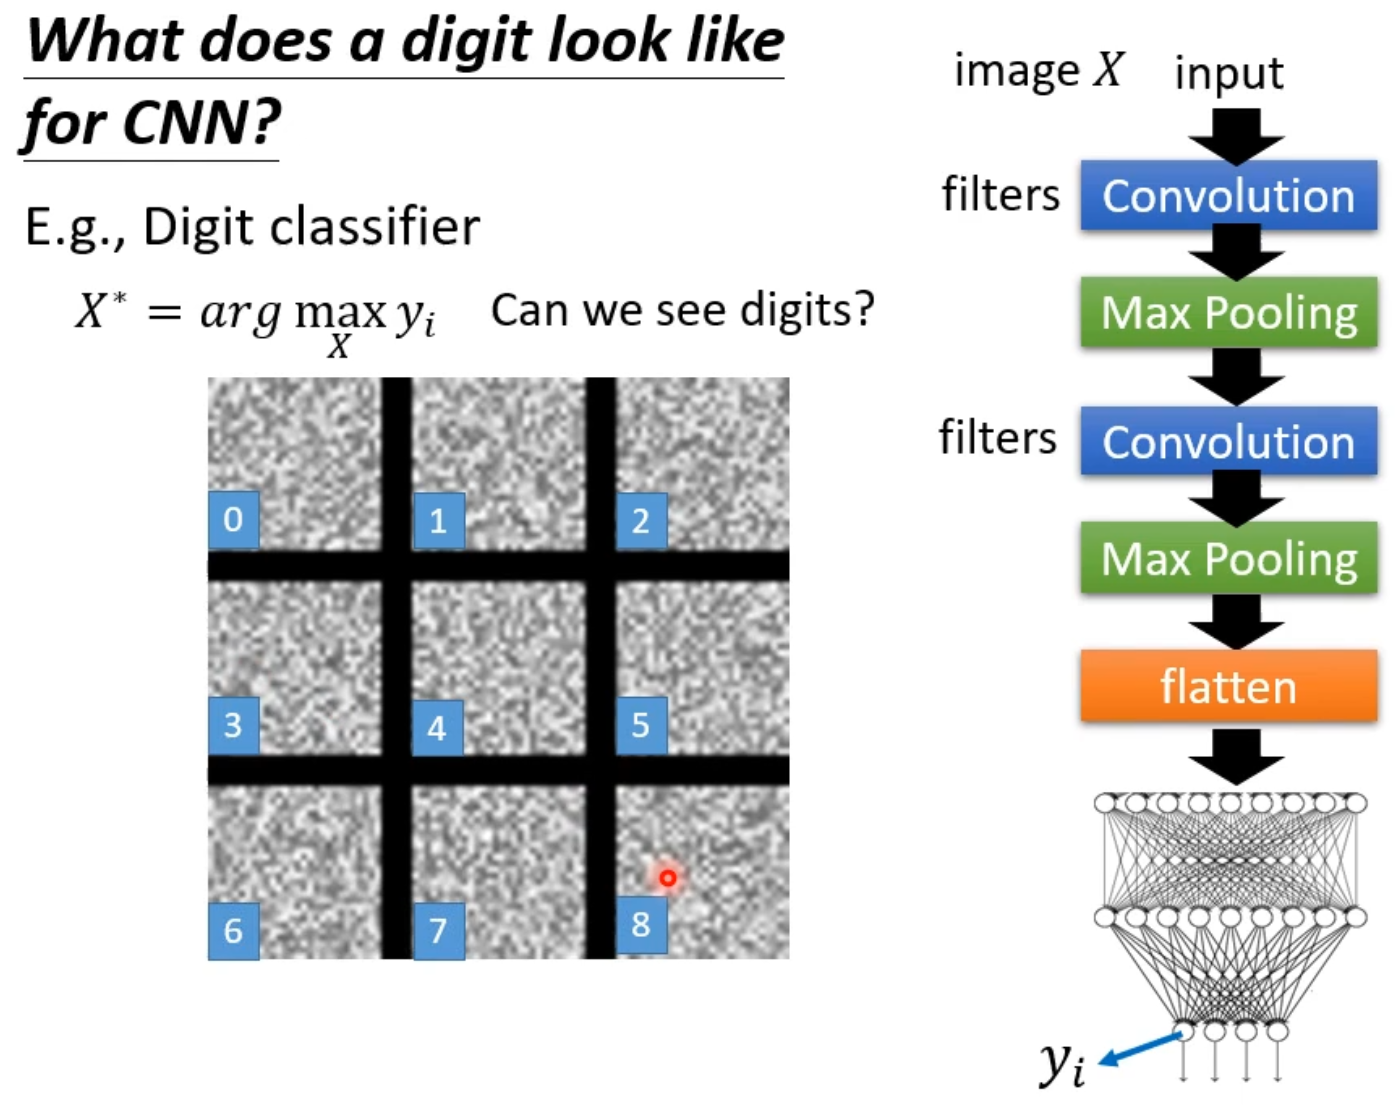 What does a digit look like
for CNN?
E.g., Digit classifier
X* = arg max y_i Can we see digits?
X
0 1 2
3 4 5
6 7 8
image X input
filters Convolution
Max Pooling
filters Convolution
Max Pooling
flatten
y_i